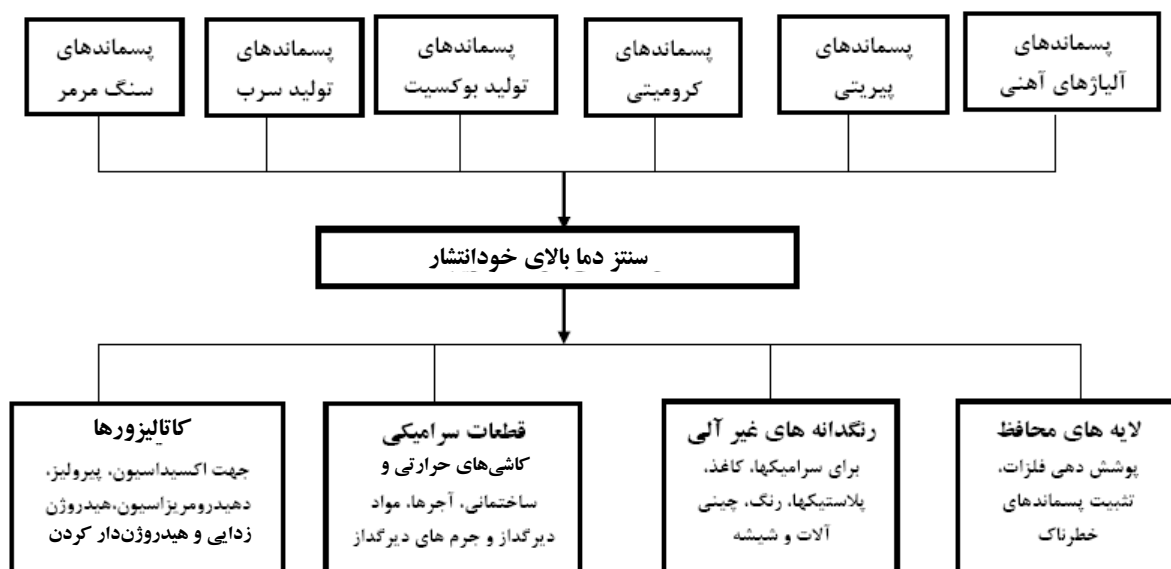 پسماندهای
آلیاژهای آهنی
پسماندهای
پیریتی
پسماندهای
کرومیتی
پسماندهای
تولید بوکسیت
پسماندهای
تولید سرب
پسماندهای
سنگ مرمر
سنتز دما بالای خودانتشار
لایه های محافظ
پوشش دهی فلزات،
تثبیت پسماندهای
خطرناک
رنگدانه های غیر آلی
برای سرامیکها، کاغذ،
پلاستیکها، رنگ، چینی
آلات و شیشه
قطعات سرامیکی
کاشی‌های حرارتی و
ساختمانی، آجرها، مواد
دیرگداز و جرم های دیرگداز
کاتالیزورها
جهت اکسیداسیون، پیرولیز،
دهیدرومریزاسیون،هیدروژن
زدایی و هیدروژن‌دار کردن